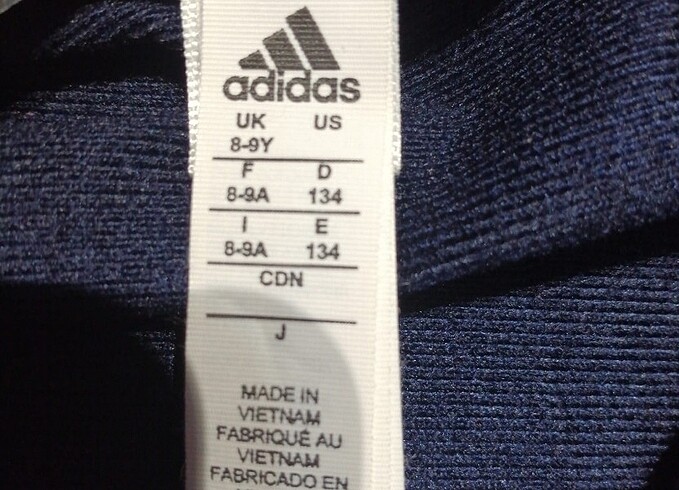 adidas
UK US
8-9Y
F D
8-9A 134
I E
8-9A 134
CDN
J
MADE IN
VIETNAM
FABRIQUÉ AU
VIETNAM
FABRICADO EN